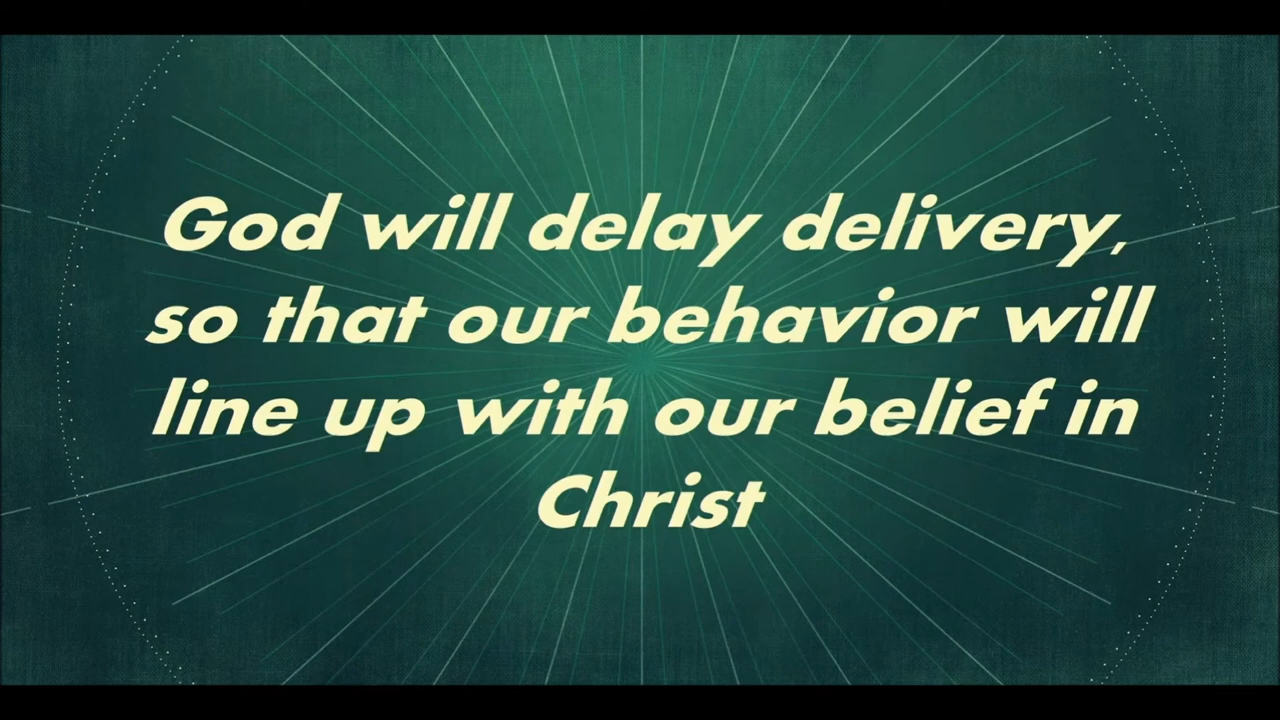 God will delay delivery,
so that our behavior will
line up with our belief in
Christ